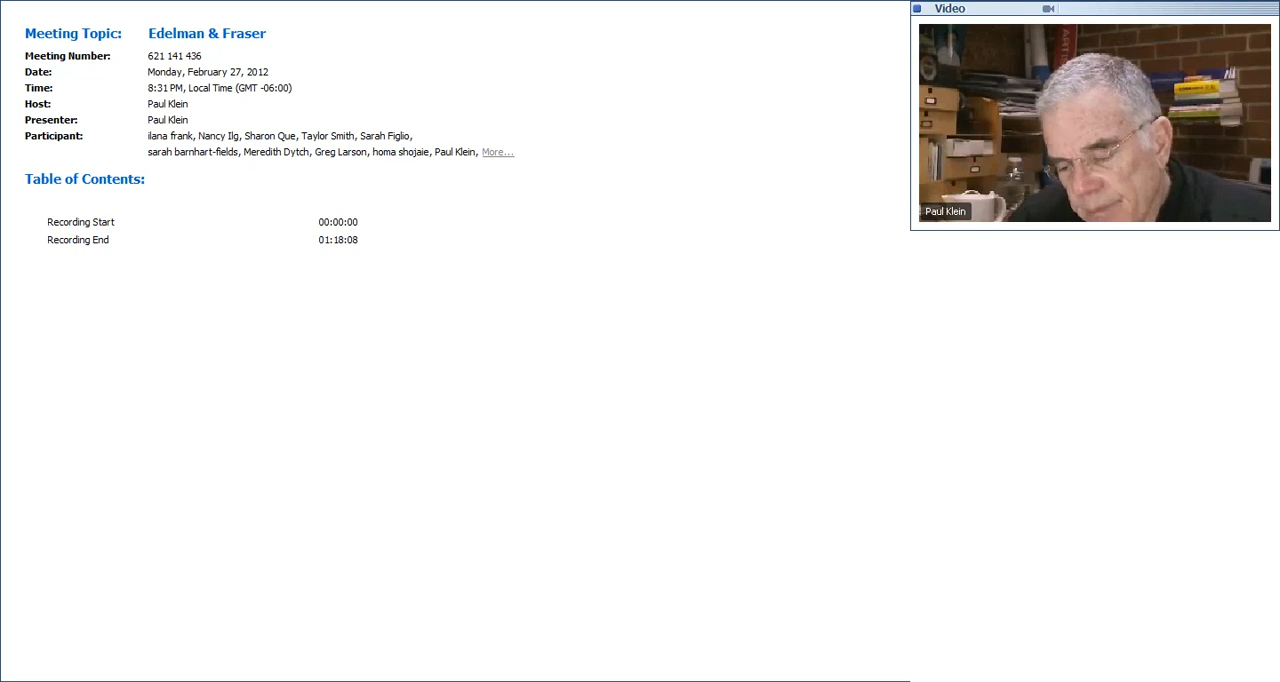 Meeting Topic: Edelman & Fraser
Meeting Number: 621 141 436
Date: Monday, February 27, 2012
Time: 8:31 PM, Local Time (GMT -06:00)
Host: Paul Klein
Presenter: Paul Klein
Participant: ilana frank, Nancy Ilg, Sharon Que, Taylor Smith, Sarah Figlio,
sarah barnhart-fields, Meredith Dytch, Greg Larson, homa shojaie, Paul Klein, More...
Table of Contents:
Recording Start 00:00:00
Recording End 01:18:08
Video
Paul Klein